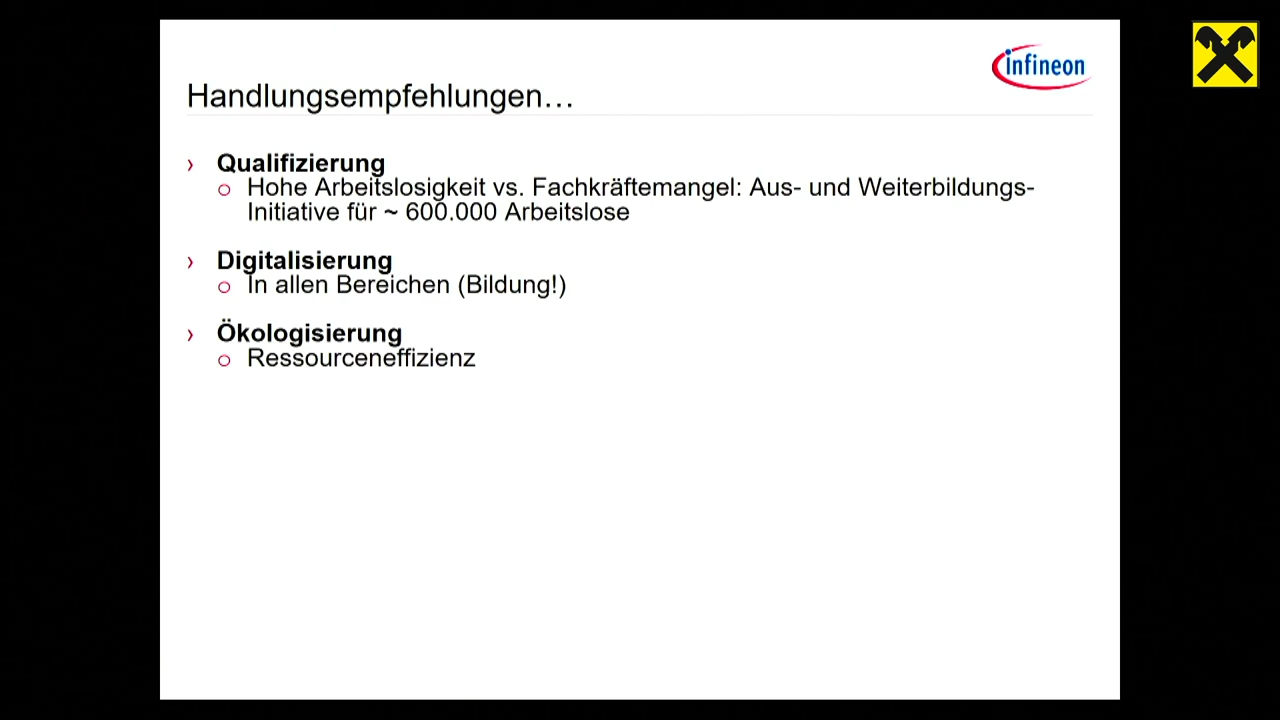 infineon
Handlungsempfehlungen…
› Qualifizierung
o Hohe Arbeitslosigkeit vs. Fachkräftemangel: Aus- und Weiterbildungs-
Initiative für ~ 600.000 Arbeitslose
› Digitalisierung
o In allen Bereichen (Bildung!)
› Ökologisierung
o Ressourceneffizienz